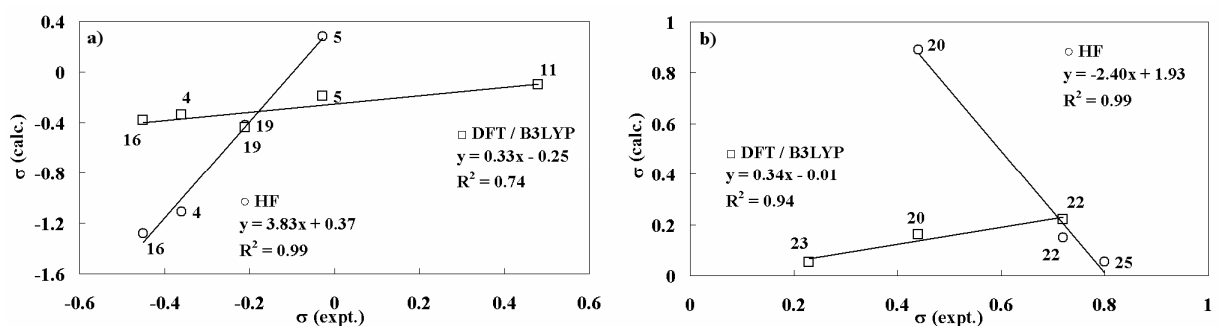 a)
0.4
0
-0.4
-0.8
-1.2
-1.6
σ (calc.)
-0.6
-0.4
-0.2
0
0.2
0.4
0.6
σ (expt.)
5
11
4
5
16
19
19
4
16
DFT / B3LYP
y = 0.33x - 0.25
R² = 0.74
HF
y = 3.83x + 0.37
R² = 0.99
b)
1
0.8
0.6
0.4
0.2
0
σ (calc.)
0
0.2
0.4
0.6
0.8
1
σ (expt.)
20
HF
y = -2.40x + 1.93
R² = 0.99
DFT / B3LYP
y = 0.34x - 0.01
R² = 0.94
23
20
22
22
25